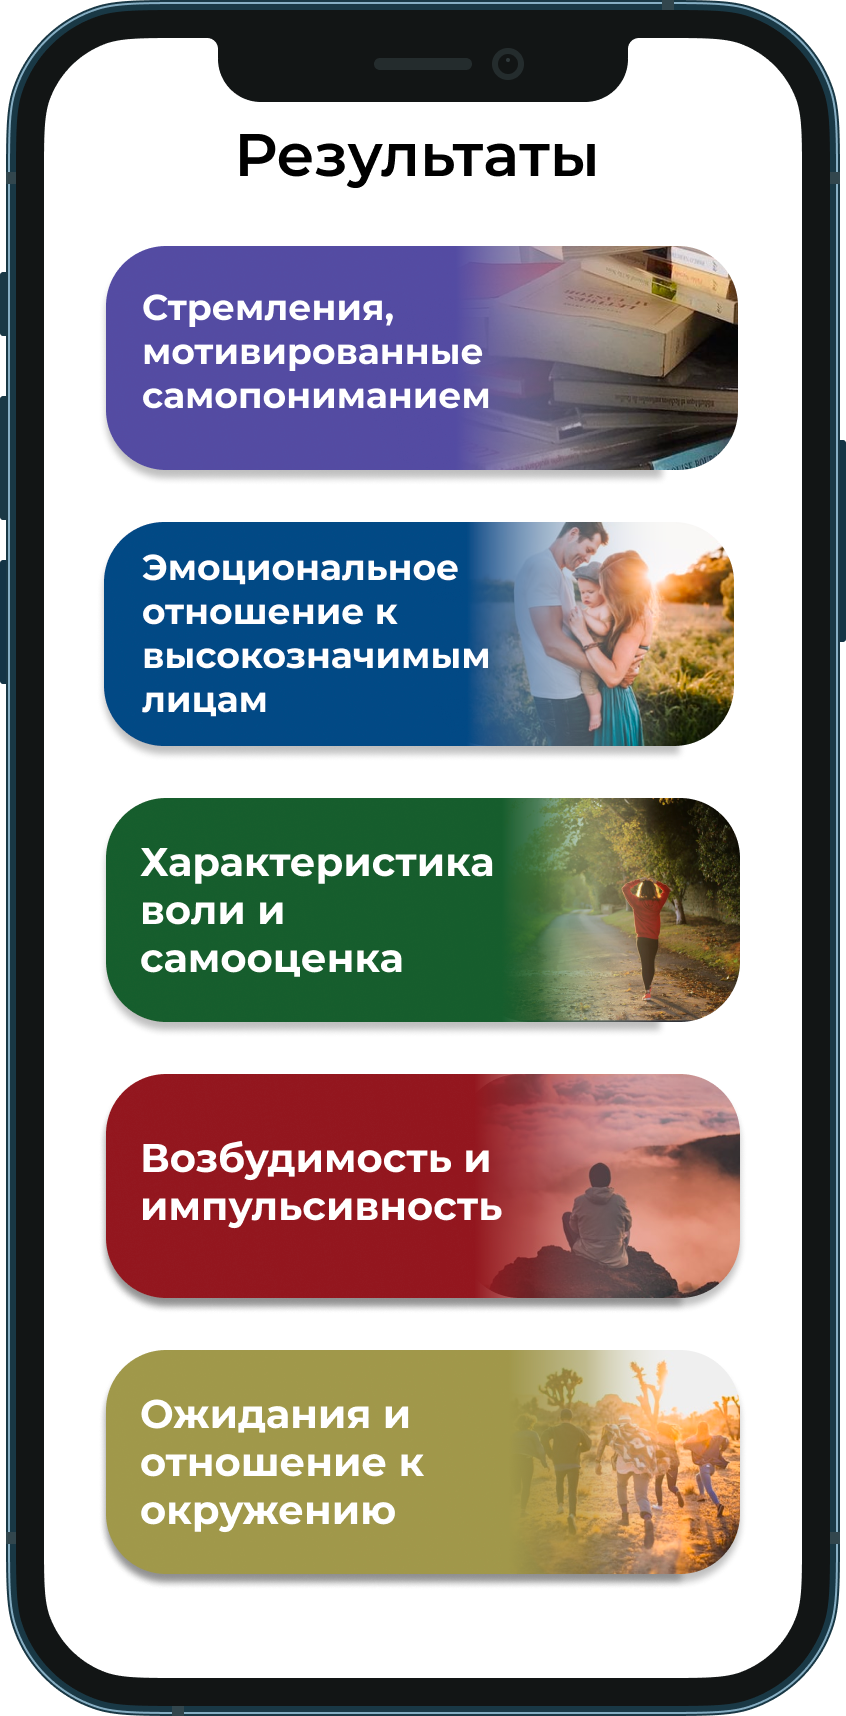 Результаты
Стремления,
мотивированные
самопониманием
Эмоциональное
отношение к
высокозначимым
лицам
Характеристика
воли и
самооценка
Возбудимость и
импульсивность
Ожидания и
отношение к
окружению